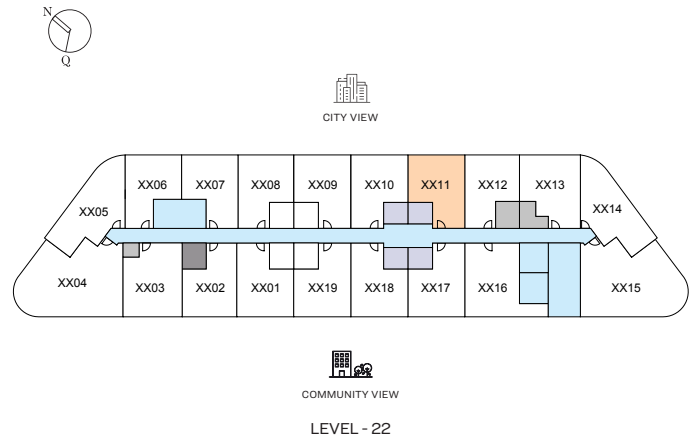 N
Q
CITY VIEW
XX06 XX07 XX08 XX09 XX10 XX11 XX12 XX13
XX05 XX14
XX04 XX03 XX02 XX01 XX19 XX18 XX17 XX16 XX15
COMMUNITY VIEW
LEVEL - 22